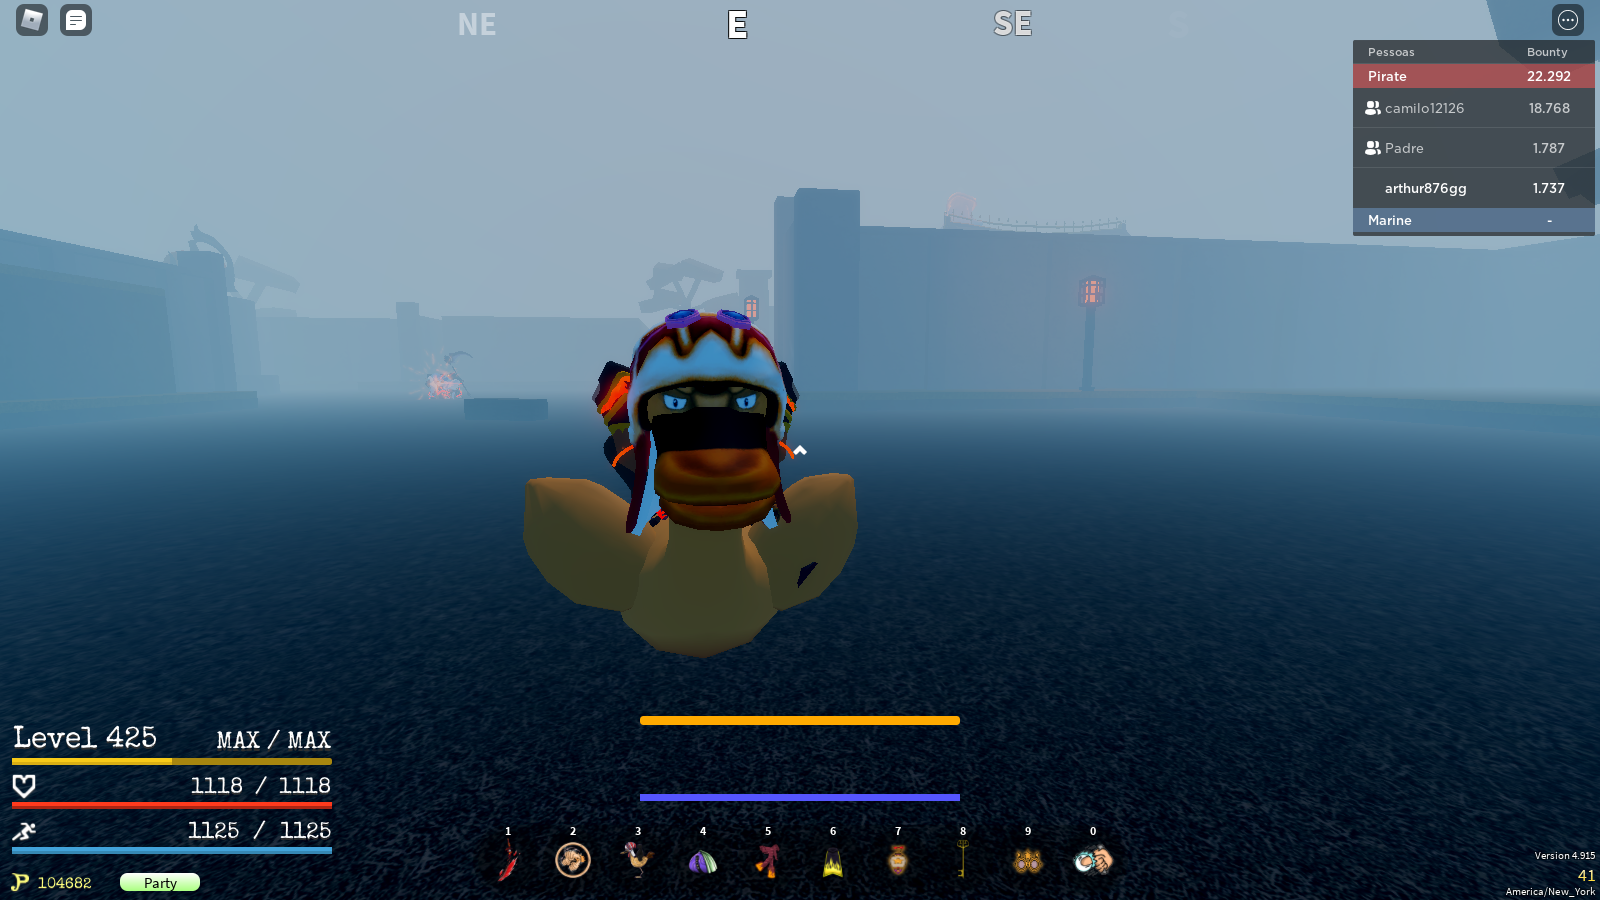 NE E SE S
Pessoas Bounty
Pirate 22.292
camilo12126 18.768
Padre 1.787
arthur876gg 1.737
Marine -
Level 425 MAX / MAX
1118 / 1118
1125 / 1125
104682 Party
1 2 3 4 5 6 7 8 9 0
Version 4.915
41
America/New_York